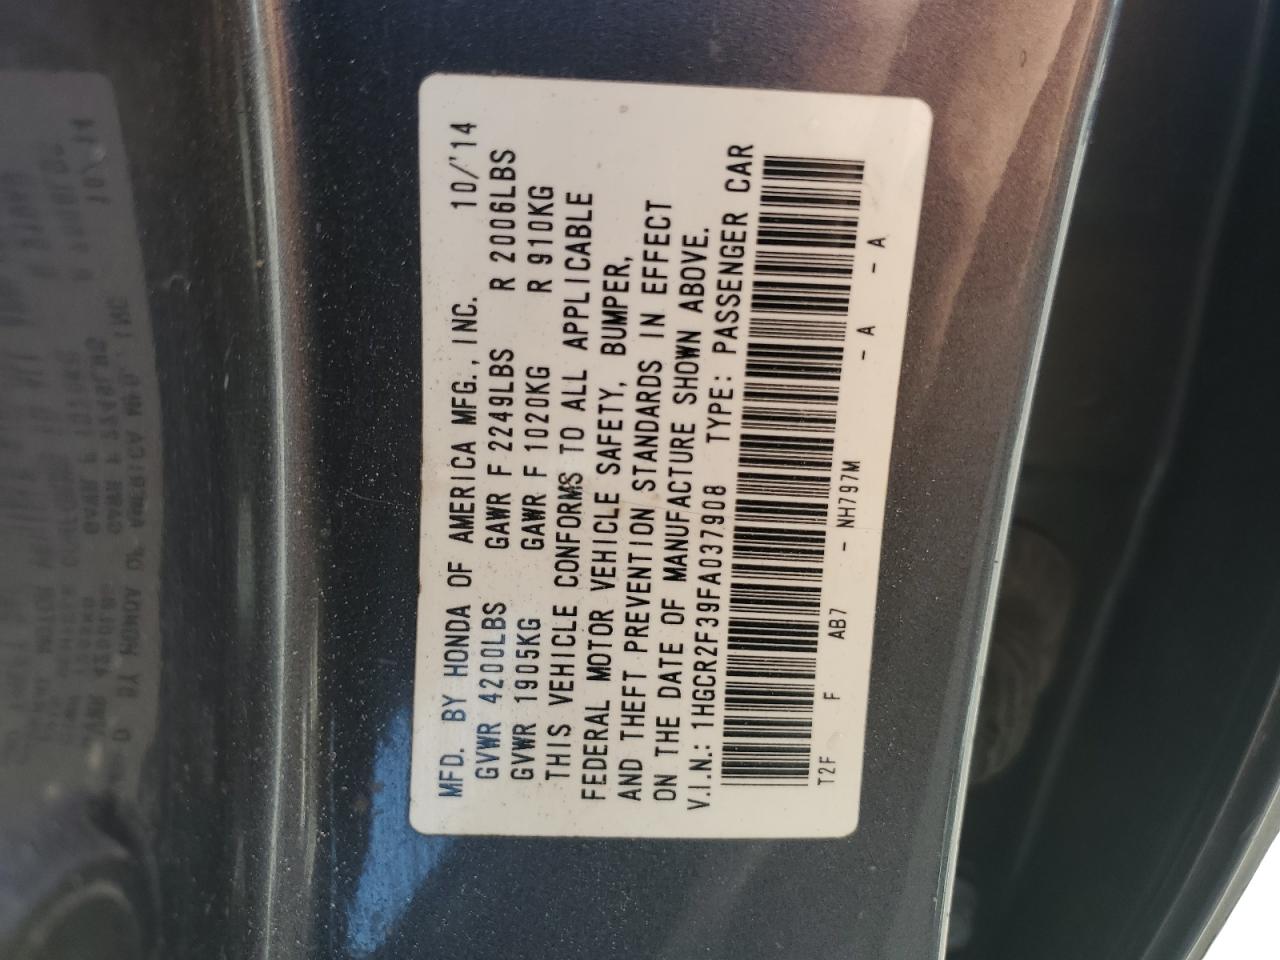 MFD. BY HONDA OF AMERICA MFG., INC. 10/'14
GVWR 4200LBS GAWR F 2249LBS R 2006LBS
GVWR 1905KG GAWR F 1020KG R 910KG
THIS VEHICLE CONFORMS TO ALL APPLICABLE
FEDERAL MOTOR VEHICLE SAFETY, BUMPER,
AND THEFT PREVENTION STANDARDS IN EFFECT
ON THE DATE OF MANUFACTURE SHOWN ABOVE.
V.I.N.: 1HGCR2F39FA037908 TYPE: PASSENGER CAR
T2F F AB7 - NH797M - A - A